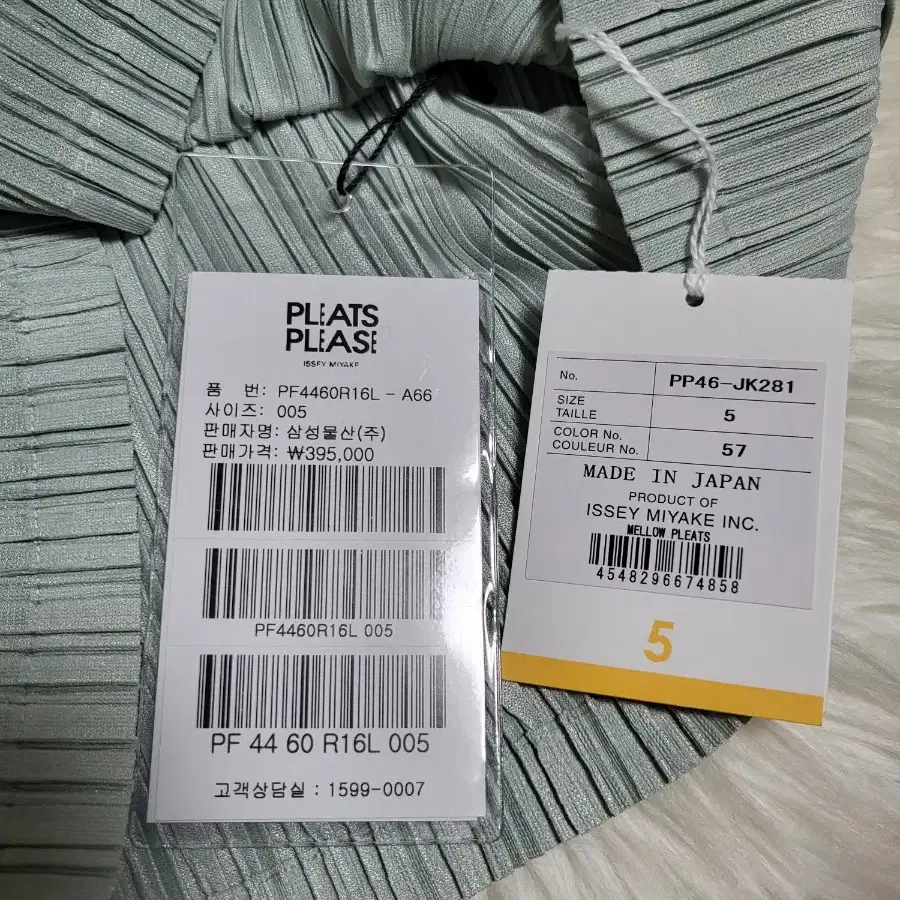 PLEATS
PLEASE
ISSEY MIYAKE
품 번: PF4460R16L - A66
사이즈: 005
판매자명: 삼성물산(주)
판매가격: ₩395,000
PF4460R16L 005
PF 44 60 R16L 005
고객상담실 : 1599-0007
No. PP46-JK281
SIZE
TAILLE 5
COLOR No.
COULEUR No. 57
MADE IN JAPAN
PRODUCT OF
ISSEY MIYAKE INC.
MELLOW PLEATS
4548296674858
5